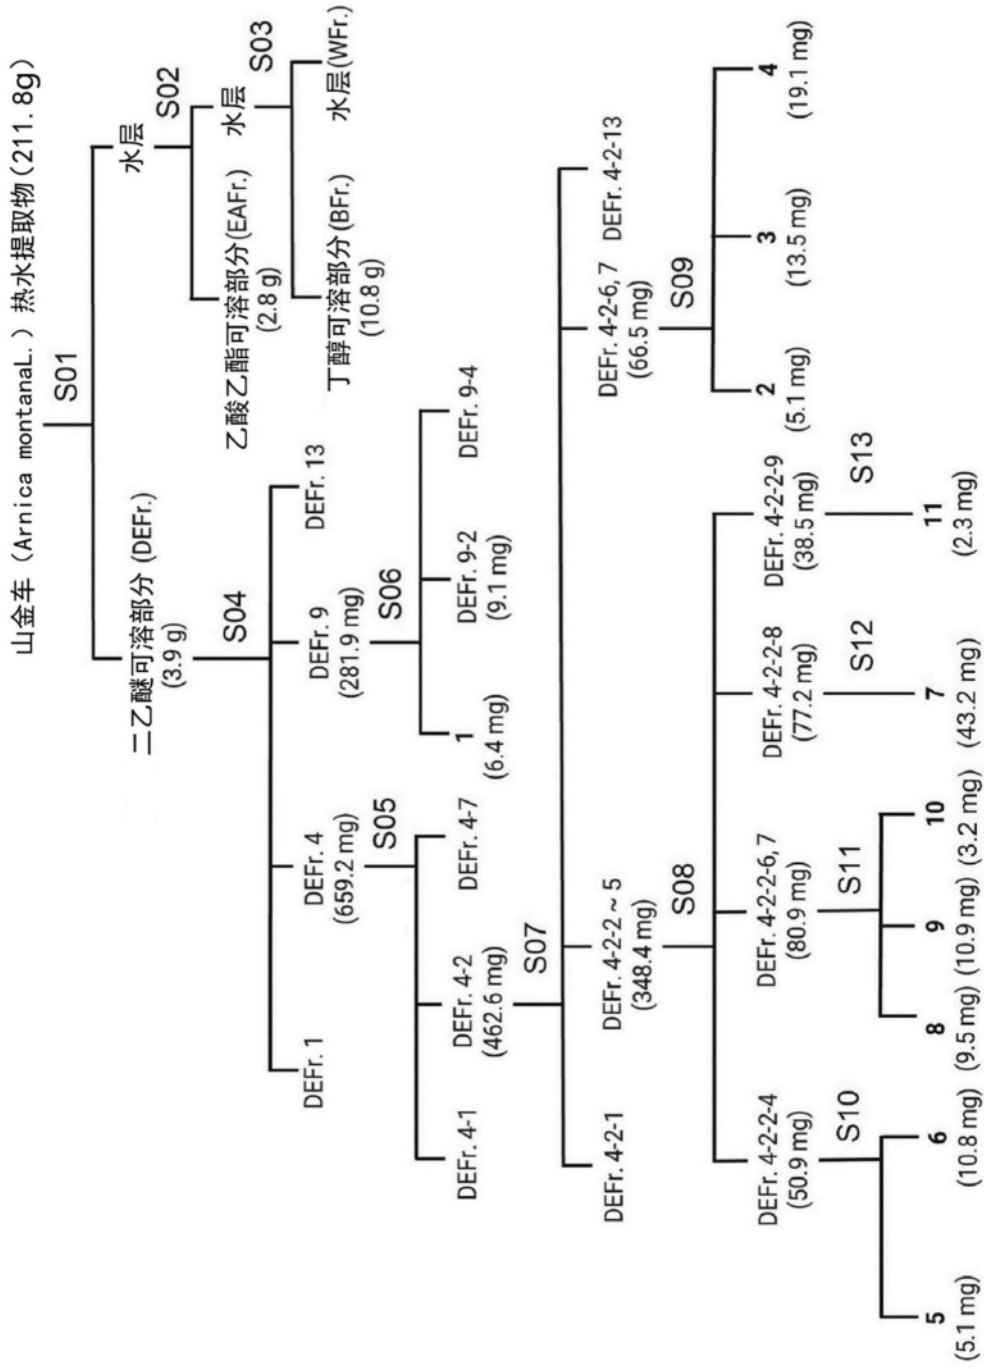 山金车（Arnica montanaL.）热水提取物(211.8g)
S01
二乙醚可溶部分 (DEFr.)
(3.9 g)
水层
S02
乙酸乙酯可溶部分(EAFr.)
(2.8 g)
水层
S03
丁醇可溶部分(BFr.)
(10.8 g)
水层(WFr.)
S04
DEFr. 1
DEFr. 4
(659.2 mg)
DEFr. 9
(281.9 mg)
DEFr. 13
S05
S06
DEFr. 4-1
DEFr. 4-2
(462.6 mg)
DEFr. 4-7
1
(6.4 mg)
DEFr. 9-2
(9.1 mg)
DEFr. 9-4
S07
DEFr. 4-2-1
DEFr. 4-2-2 ~ 5
(348.4 mg)
DEFr. 4-2-6, 7
(66.5 mg)
DEFr. 4-2-13
S08
S09
DEFr. 4-2-2-4
(50.9 mg)
DEFr. 4-2-2-6, 7
(80.9 mg)
DEFr. 4-2-2-8
(77.2 mg)
DEFr. 4-2-2-9
(38.5 mg)
2
(5.1 mg)
3
(13.5 mg)
4
(19.1 mg)
S10
S11
S12
S13
5
(5.1 mg)
6
(10.8 mg)
8
(9.5 mg)
9
(10.9 mg)
10
(3.2 mg)
7
(43.2 mg)
11
(2.3 mg)